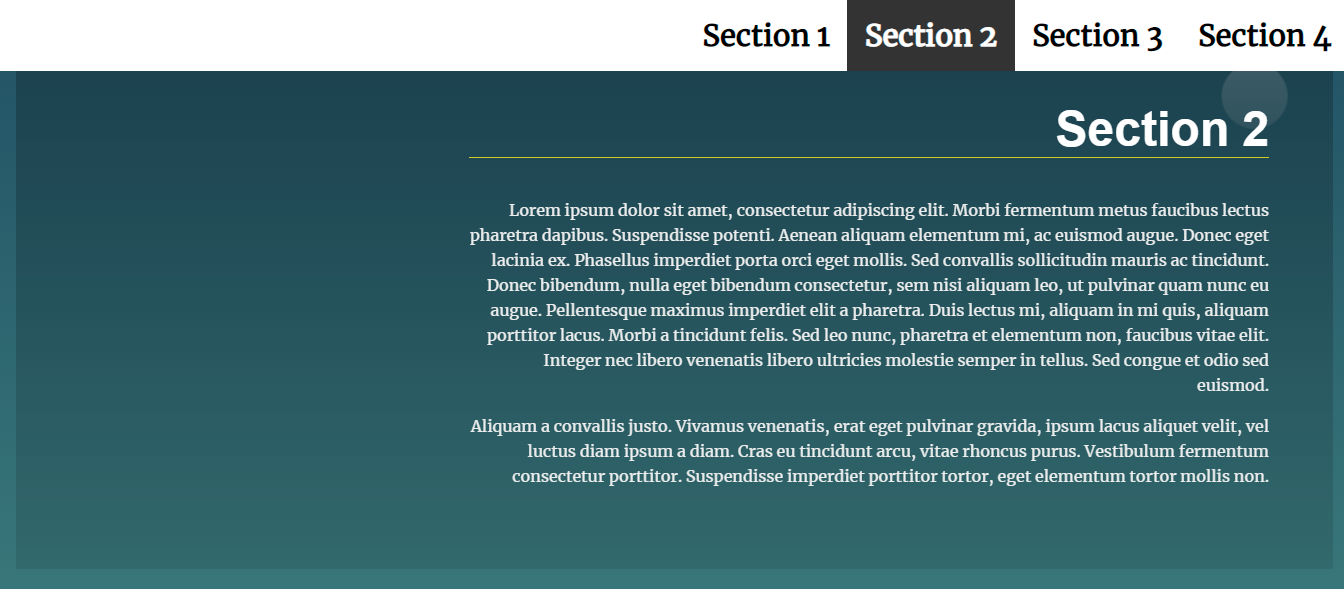 Section 1 Section 2 Section 3 Section 4
Section 2
Lorem ipsum dolor sit amet, consectetur adipiscing elit. Morbi fermentum metus faucibus lectus
pharetra dapibus. Suspendisse potenti. Aenean aliquam elementum mi, ac euismod augue. Donec eget
lacinia ex. Phasellus imperdiet porta orci eget mollis. Sed convallis sollicitudin mauris ac tincidunt.
Donec bibendum, nulla eget bibendum consectetur, sem nisi aliquam leo, ut pulvinar quam nunc eu
augue. Pellentesque maximus imperdiet elit a pharetra. Duis lectus mi, aliquam in mi quis, aliquam
porttitor lacus. Morbi a tincidunt felis. Sed leo nunc, pharetra et elementum non, faucibus vitae elit.
Integer nec libero venenatis libero ultricies molestie semper in tellus. Sed congue et odio sed
euismod.
Aliquam a convallis justo. Vivamus venenatis, erat eget pulvinar gravida, ipsum lacus aliquet velit, vel
luctus diam ipsum a diam. Cras eu tincidunt arcu, vitae rhoncus purus. Vestibulum fermentum
consectetur porttitor. Suspendisse imperdiet porttitor tortor, eget elementum tortor mollis non.